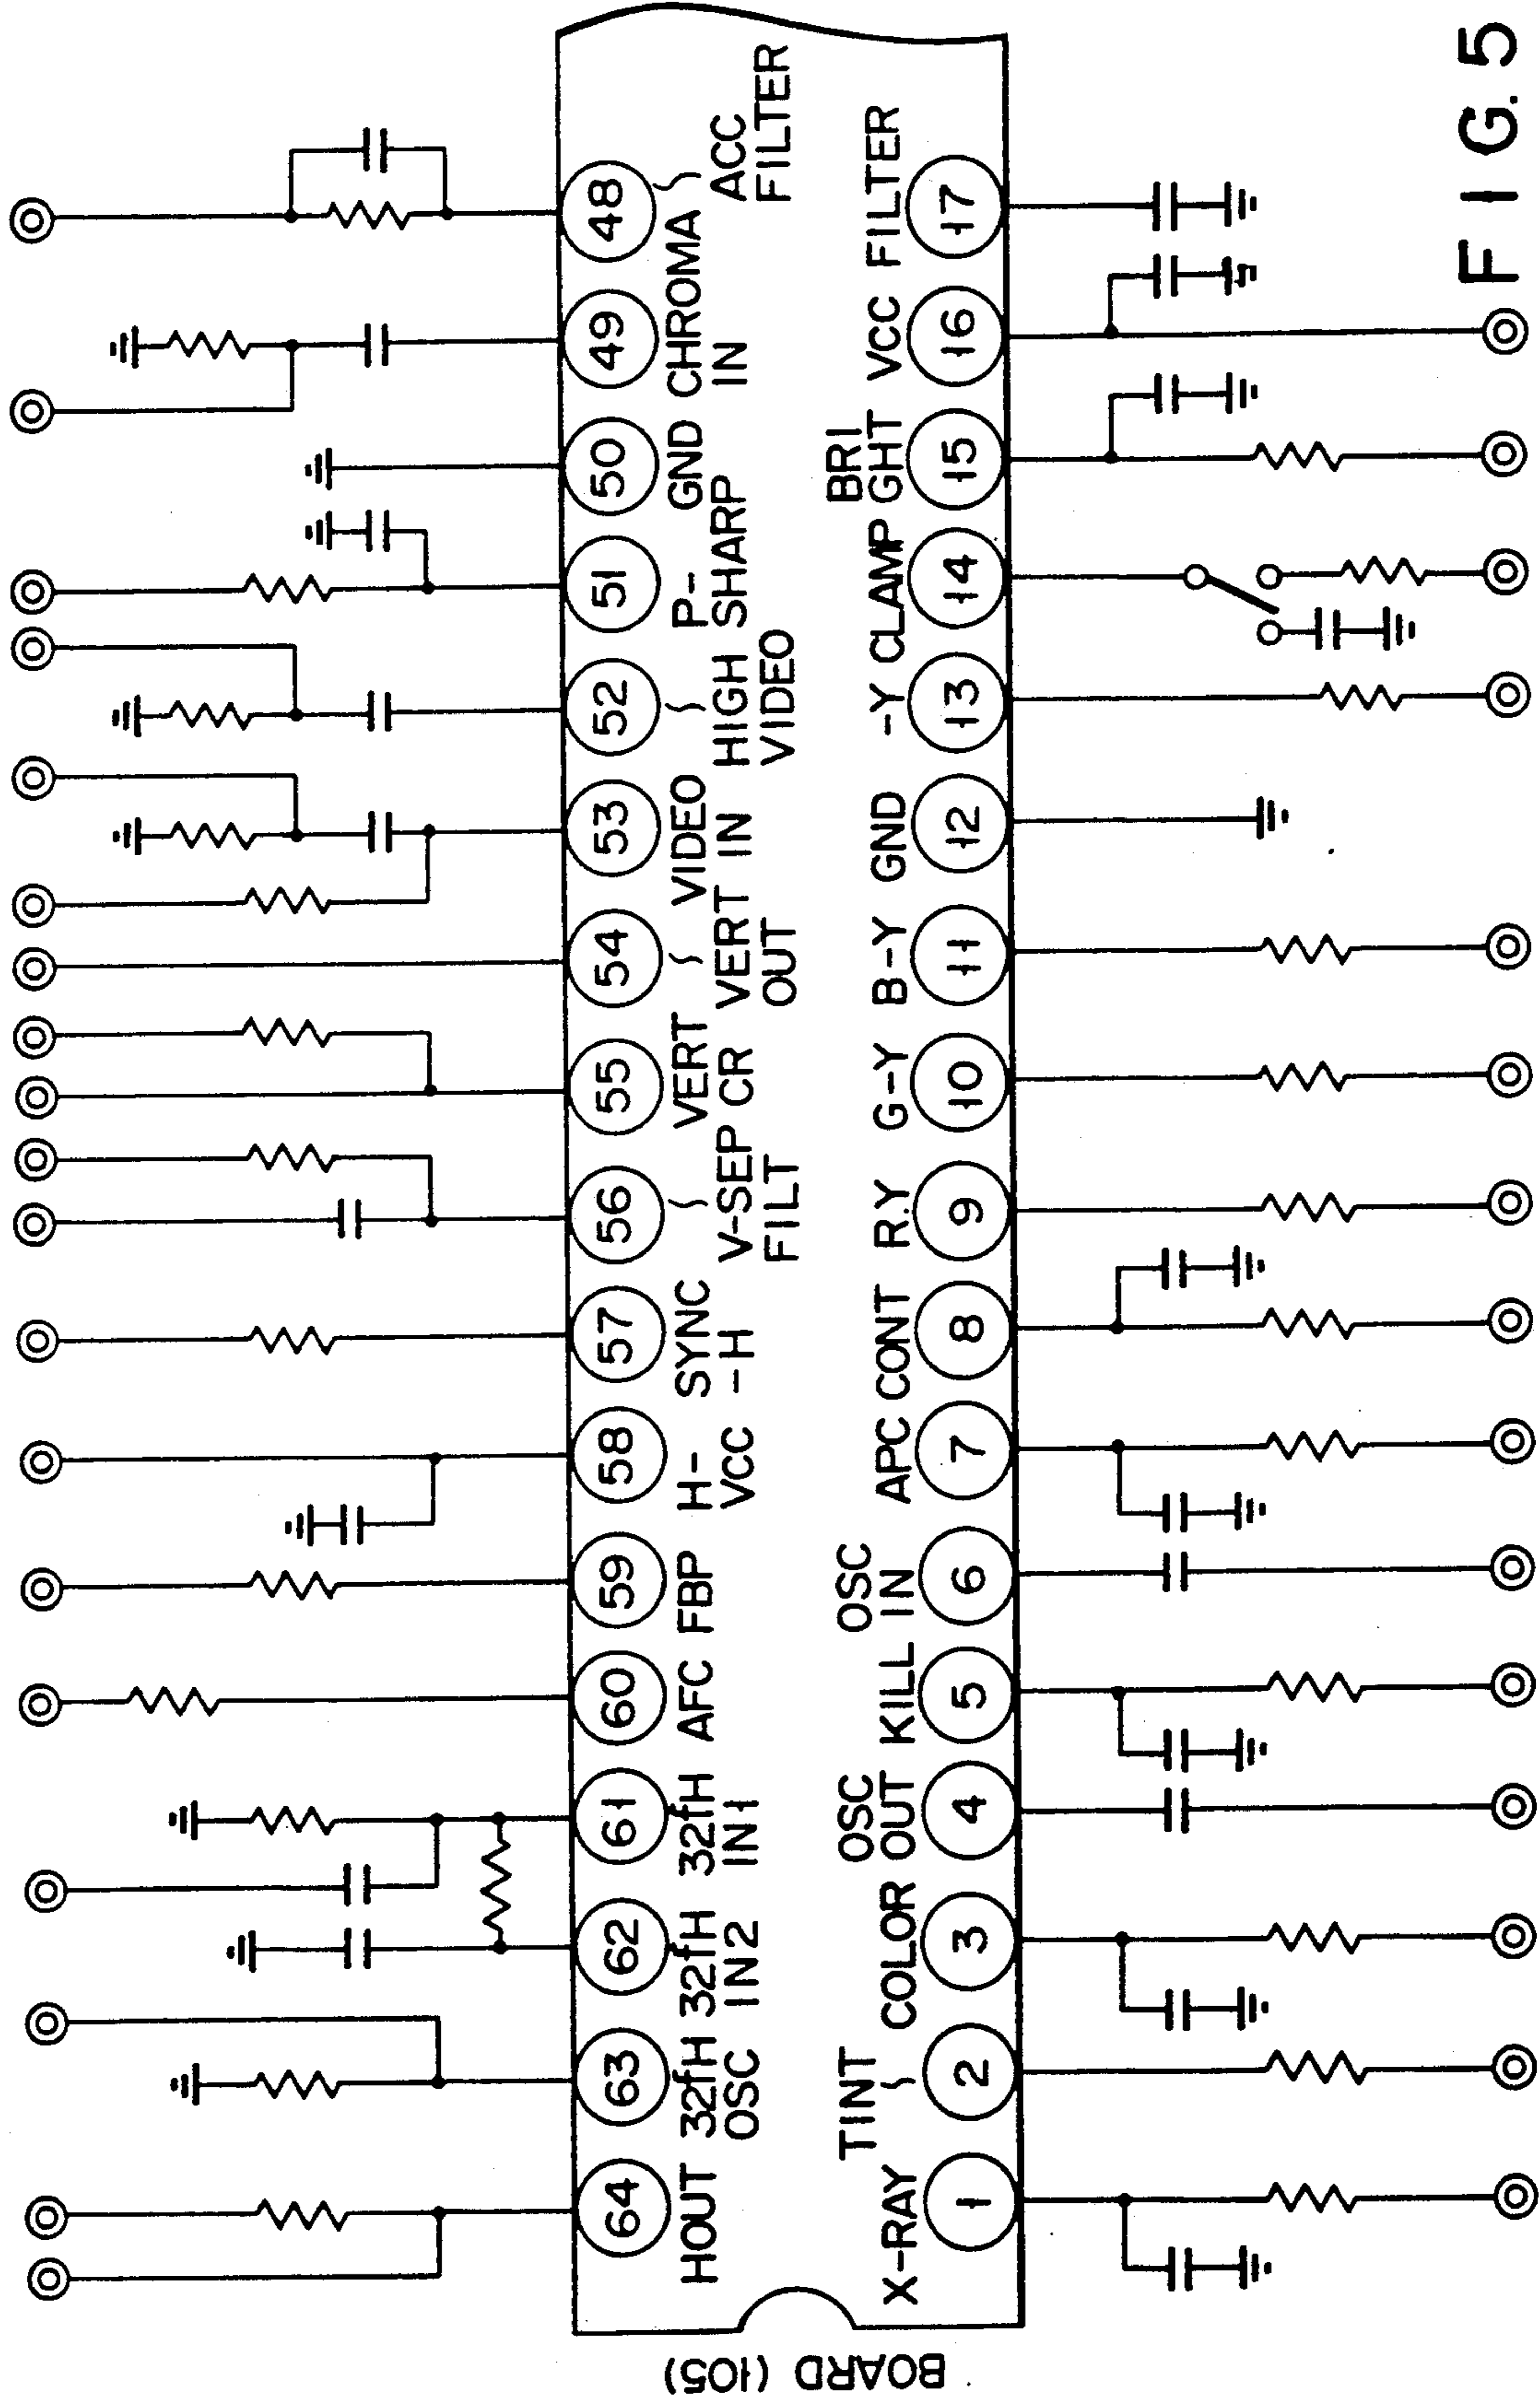 64 63 62 61 60 59 58 57 56 55 54 53 52 51 50 49 48
HOUT
32fH
OSC
32fH
IN2
32fH
IN1
AFC
FBP
H-
VCC
SYNC
-H
V-SEP
FILT
VERT
CR
VERT
OUT
VIDEO
IN
HIGH
VIDEO
P-
SHARP
GND
CHROMA
IN
ACC
FILTER
X-RAY
TINT
COLOR
OSC
OUT
KILL
OSC
IN
APC
CONT
R.Y
G-Y
B-Y
GND
-Y
CLAMP
BRI
GHT
VCC
FILTER
1 2 3 4 5 6 7 8 9 10 11 12 13 14 15 16 17
BOARD (105)
FIG. 5